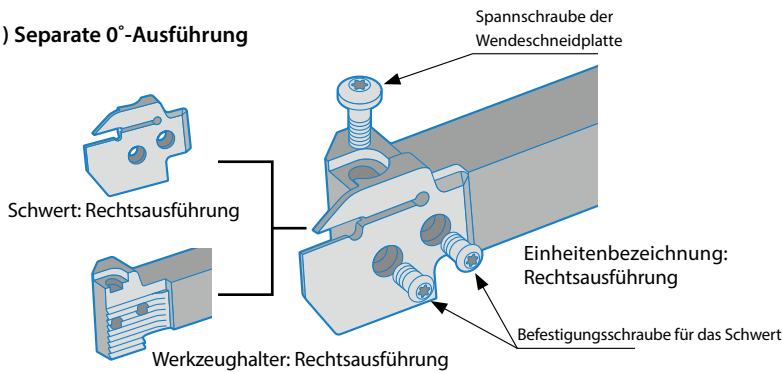 ) Separate 0˚-Ausführung
Spannschraube der
Wendeschneidplatte
Schwert: Rechtsausführung
Einheitenbezeichnung:
Rechtsausführung
Befestigungsschraube für das Schwert
Werkzeughalter: Rechtsausführung